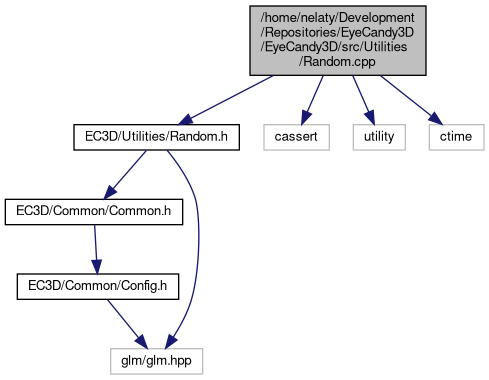 /home/nelaty/Development
/Repositories/EyeCandy3D
/EyeCandy3D/src/Utilities
/Random.cpp
EC3D/Utilities/Random.h
cassert
utility
ctime
EC3D/Common/Common.h
EC3D/Common/Config.h
glm/glm.hpp